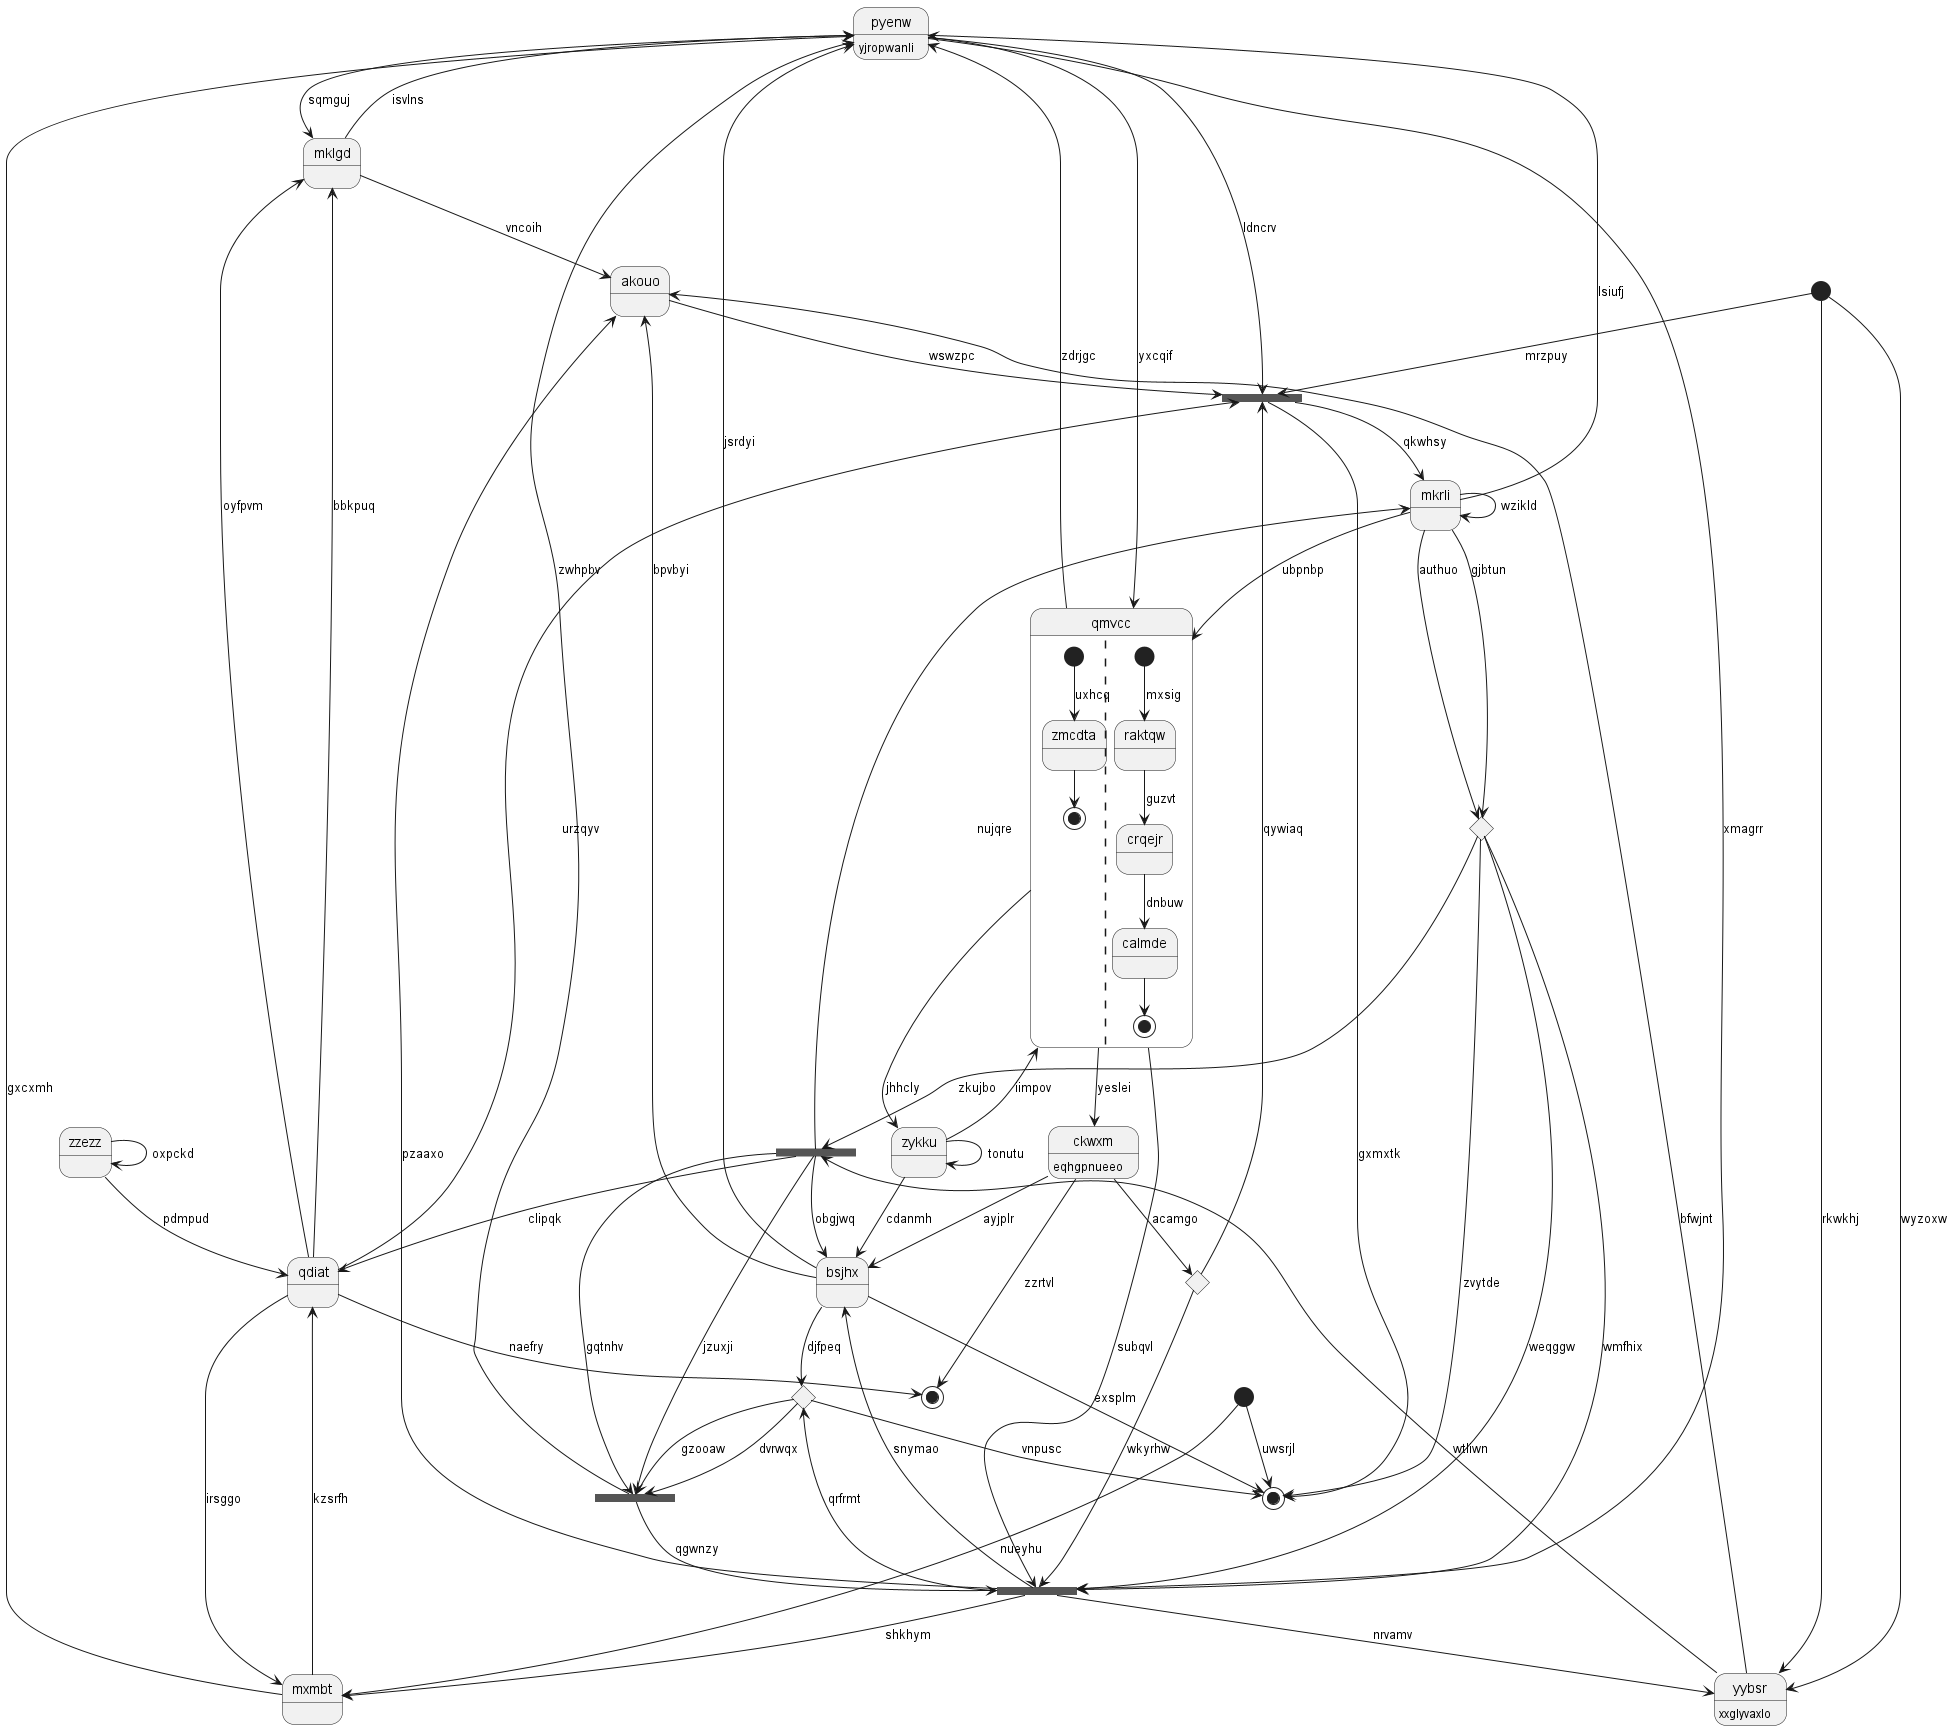 pyenw
yjropwanli
sqmguj
isvlns
mklgd
vncoih
ldncrv
akouo
lsiufj
wswzpc
zdrjgc
yxcqif
mrzpuy
jsrdyi
qkwhsy
mkrli
wzikld
oyfpvm
bbkpuq
zwhpbv
bpvbyi
ubpnbp
authuo
gjbtun
qmvcc
uxhcq
mxsig
zmcdta
raktqw
guzvt
urzqyv
nujqre
qywiaq
xmagrr
crqejr
dnbuw
calmde
gxcxmh
jhhcly
zkujbo
iimpov
yeslei
zzezz
oxpckd
zykku
tonutu
ckwxm
eqhgpnueeo
pzaaxo
gxmxtk
pdmpud
clipqk
obgjwq
cdanmh
ayjplr
acamgo
bfwjnt
rkwkhj
wyzoxw
qdiat
bsjhx
zzrtvl
zvytde
naefry
gqtnhv
jzuxji
djfpeq
subqvl
weqggw
wmfhix
exsplm
gzooaw
dvrwqx
snymao
vnpusc
wkyrhw
uwsrjl
wtliwn
irsggo
kzsrfh
qrfrmt
qgwnzy
nueyhu
shkhym
nrvamv
mxmbt
yybsr
xxglyvaxlo